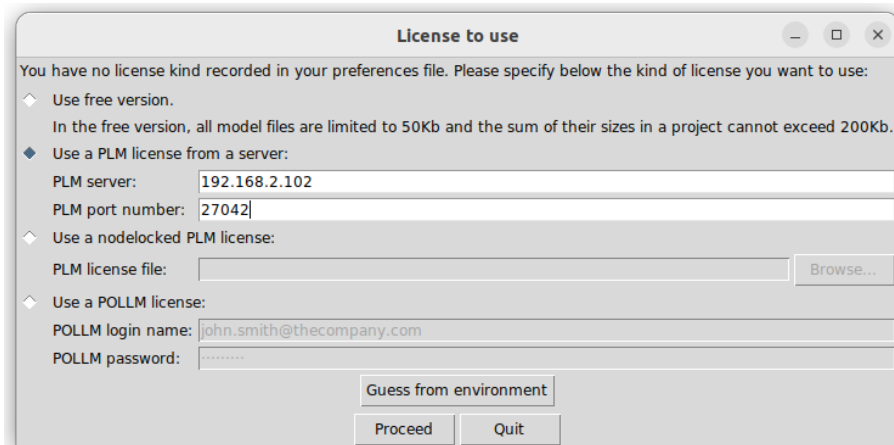 License to use
You have no license kind recorded in your preferences file. Please specify below the kind of license you want to use:
Use free version.
In the free version, all model files are limited to 50Kb and the sum of their sizes in a project cannot exceed 200Kb.
Use a PLM license from a server:
PLM server: 192.168.2.102
PLM port number: 27042
Use a nodelocked PLM license:
PLM license file: Browse...
Use a POLLM license:
POLLM login name: john.smith@thecompany.com
POLLM password: ·········
Guess from environment
Proceed Quit